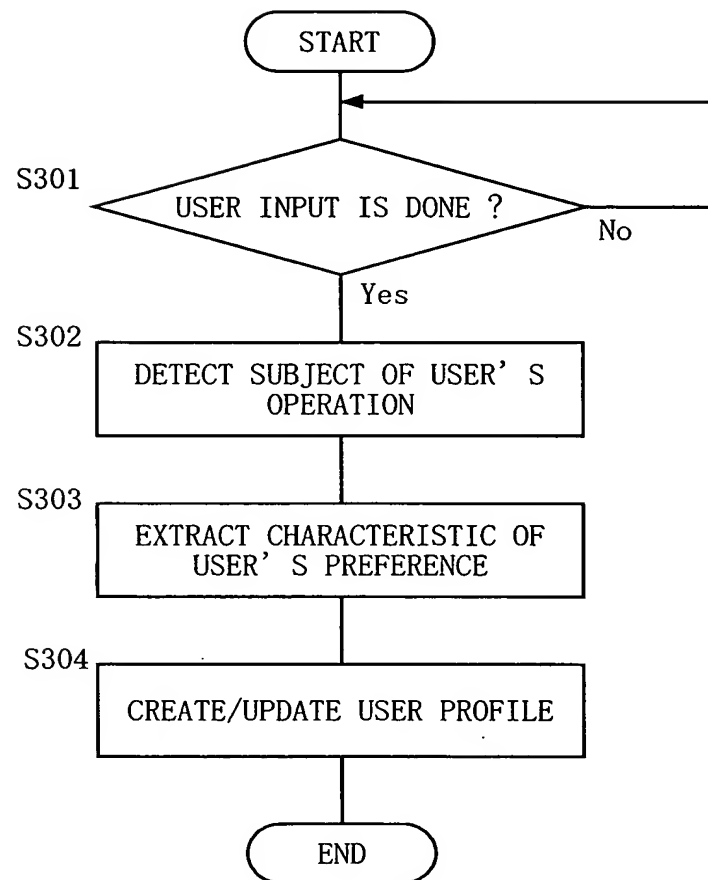 START
S301
USER INPUT IS DONE ?
No
Yes
S302
DETECT SUBJECT OF USER' S
OPERATION
S303
EXTRACT CHARACTERISTIC OF
USER' S PREFERENCE
S304
CREATE/UPDATE USER PROFILE
END